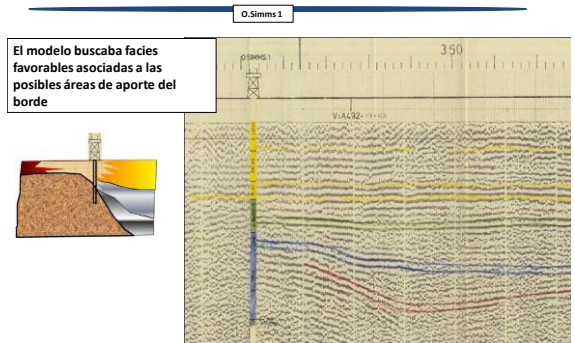 O.Simms 1
El modelo buscaba facies
favorables asociadas a las
posibles áreas de aporte del
borde
O.SIMMS.1
350